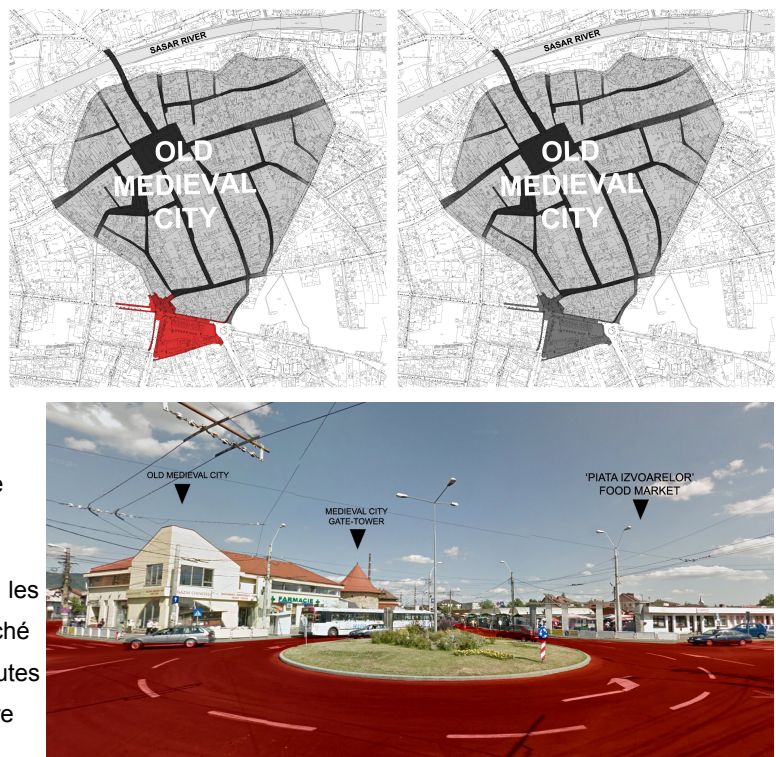 SASAR RIVER
OLD
MEDIEVAL
CITY
SASAR RIVER
OLD
MEDIEVAL
CITY
e
les
ché
utes
re
OLD MEDIEVAL CITY
MEDIEVAL CITY
GATE-TOWER
'PIATA IZVOARELOR'
FOOD MARKET
FARMACIE